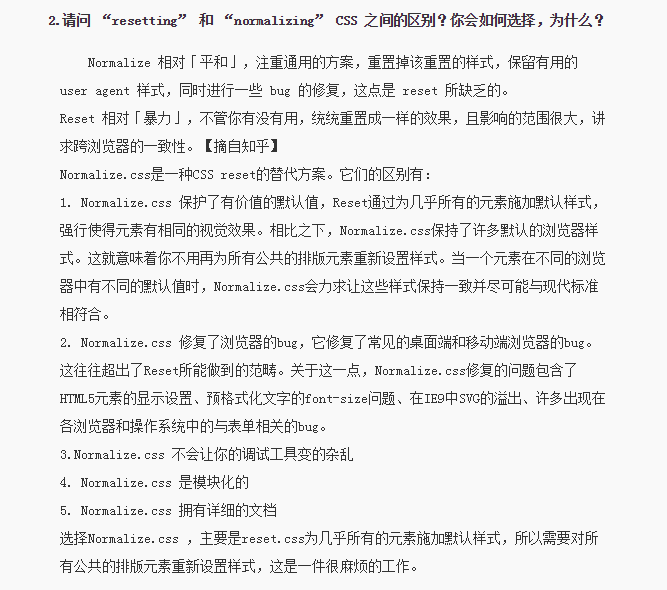 2.请问 “resetting” 和 “normalizing” CSS 之间的区别？你会如何选择，为什么？
Normalize 相对「平和」，注重通用的方案，重置掉该重置的样式，保留有用的
user agent 样式，同时进行一些 bug 的修复，这点是 reset 所缺乏的。
Reset 相对「暴力」，不管你有没有用，统统重置成一样的效果，且影响的范围很大，讲
求跨浏览器的一致性。【摘自知乎】
Normalize.css是一种CSS reset的替代方案。它们的区别有：
1. Normalize.css 保护了有价值的默认值，Reset通过为几乎所有的元素施加默认样式，
强行使得元素有相同的视觉效果。相比之下，Normalize.css保持了许多默认的浏览器样
式。这就意味着你不用再为所有公共的排版元素重新设置样式。当一个元素在不同的浏览
器中有不同的默认值时，Normalize.css会力求让这些样式保持一致并尽可能与现代标准
相符合。
2. Normalize.css 修复了浏览器的bug，它修复了常见的桌面端和移动端浏览器的bug。
这往往超出了Reset所能做到的范畴。关于这一点，Normalize.css修复的问题包含了
HTML5元素的显示设置、预格式化文字的font-size问题、在IE9中SVG的溢出、许多出现在
各浏览器和操作系统中的与表单相关的bug。
3.Normalize.css 不会让你的调试工具变的杂乱
4. Normalize.css 是模块化的
5. Normalize.css 拥有详细的文档
选择Normalize.css ，主要是reset.css为几乎所有的元素施加默认样式，所以需要对所
有公共的排版元素重新设置样式，这是一件很麻烦的工作。